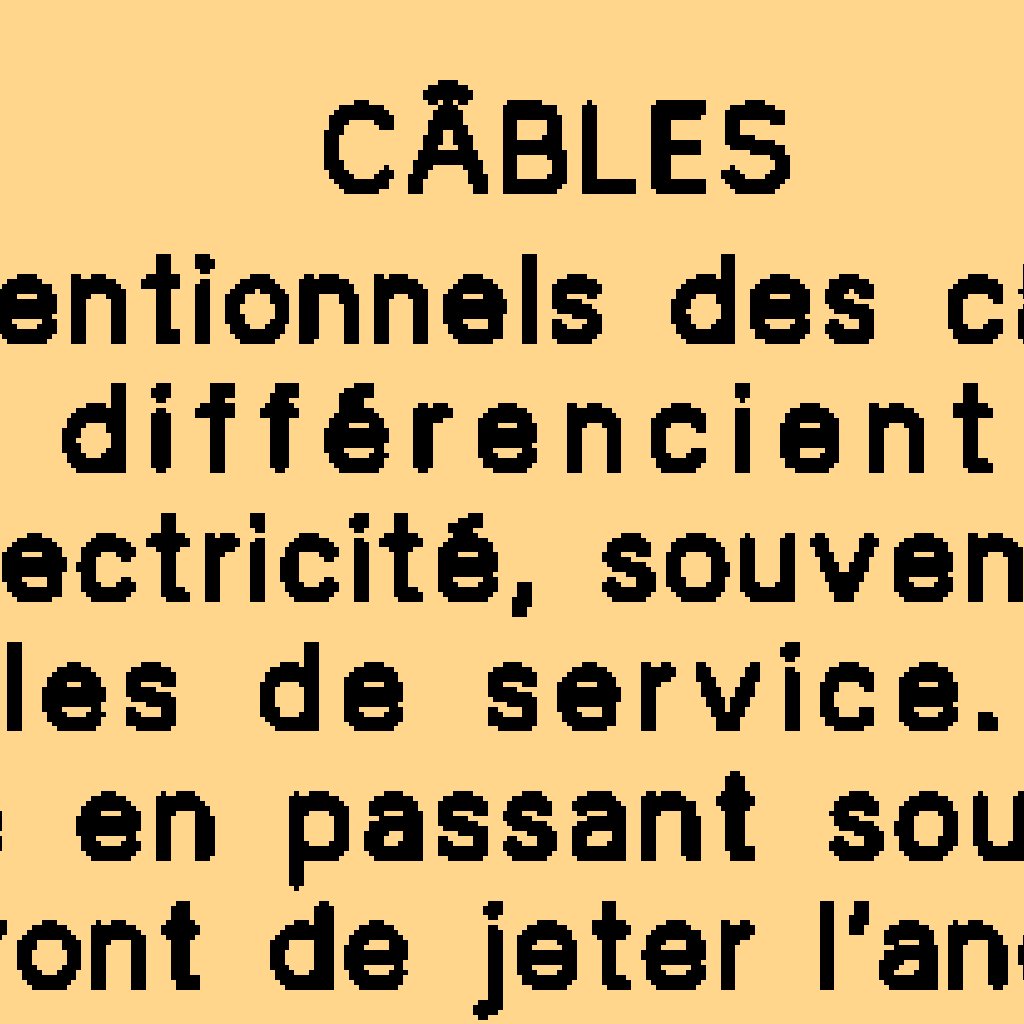 CÂBLES
entionnels des c
différencient
ectricité, souven
les de service.
en passant sou
ront de jeter l'an